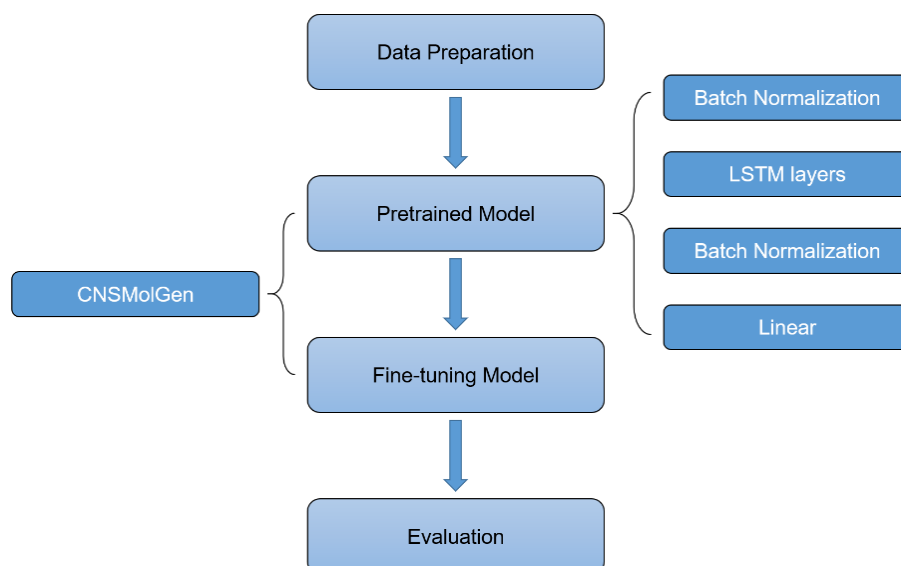 Data Preparation
Batch Normalization
LSTM layers
Pretrained Model
Batch Normalization
CNSMolGen
Linear
Fine-tuning Model
Evaluation